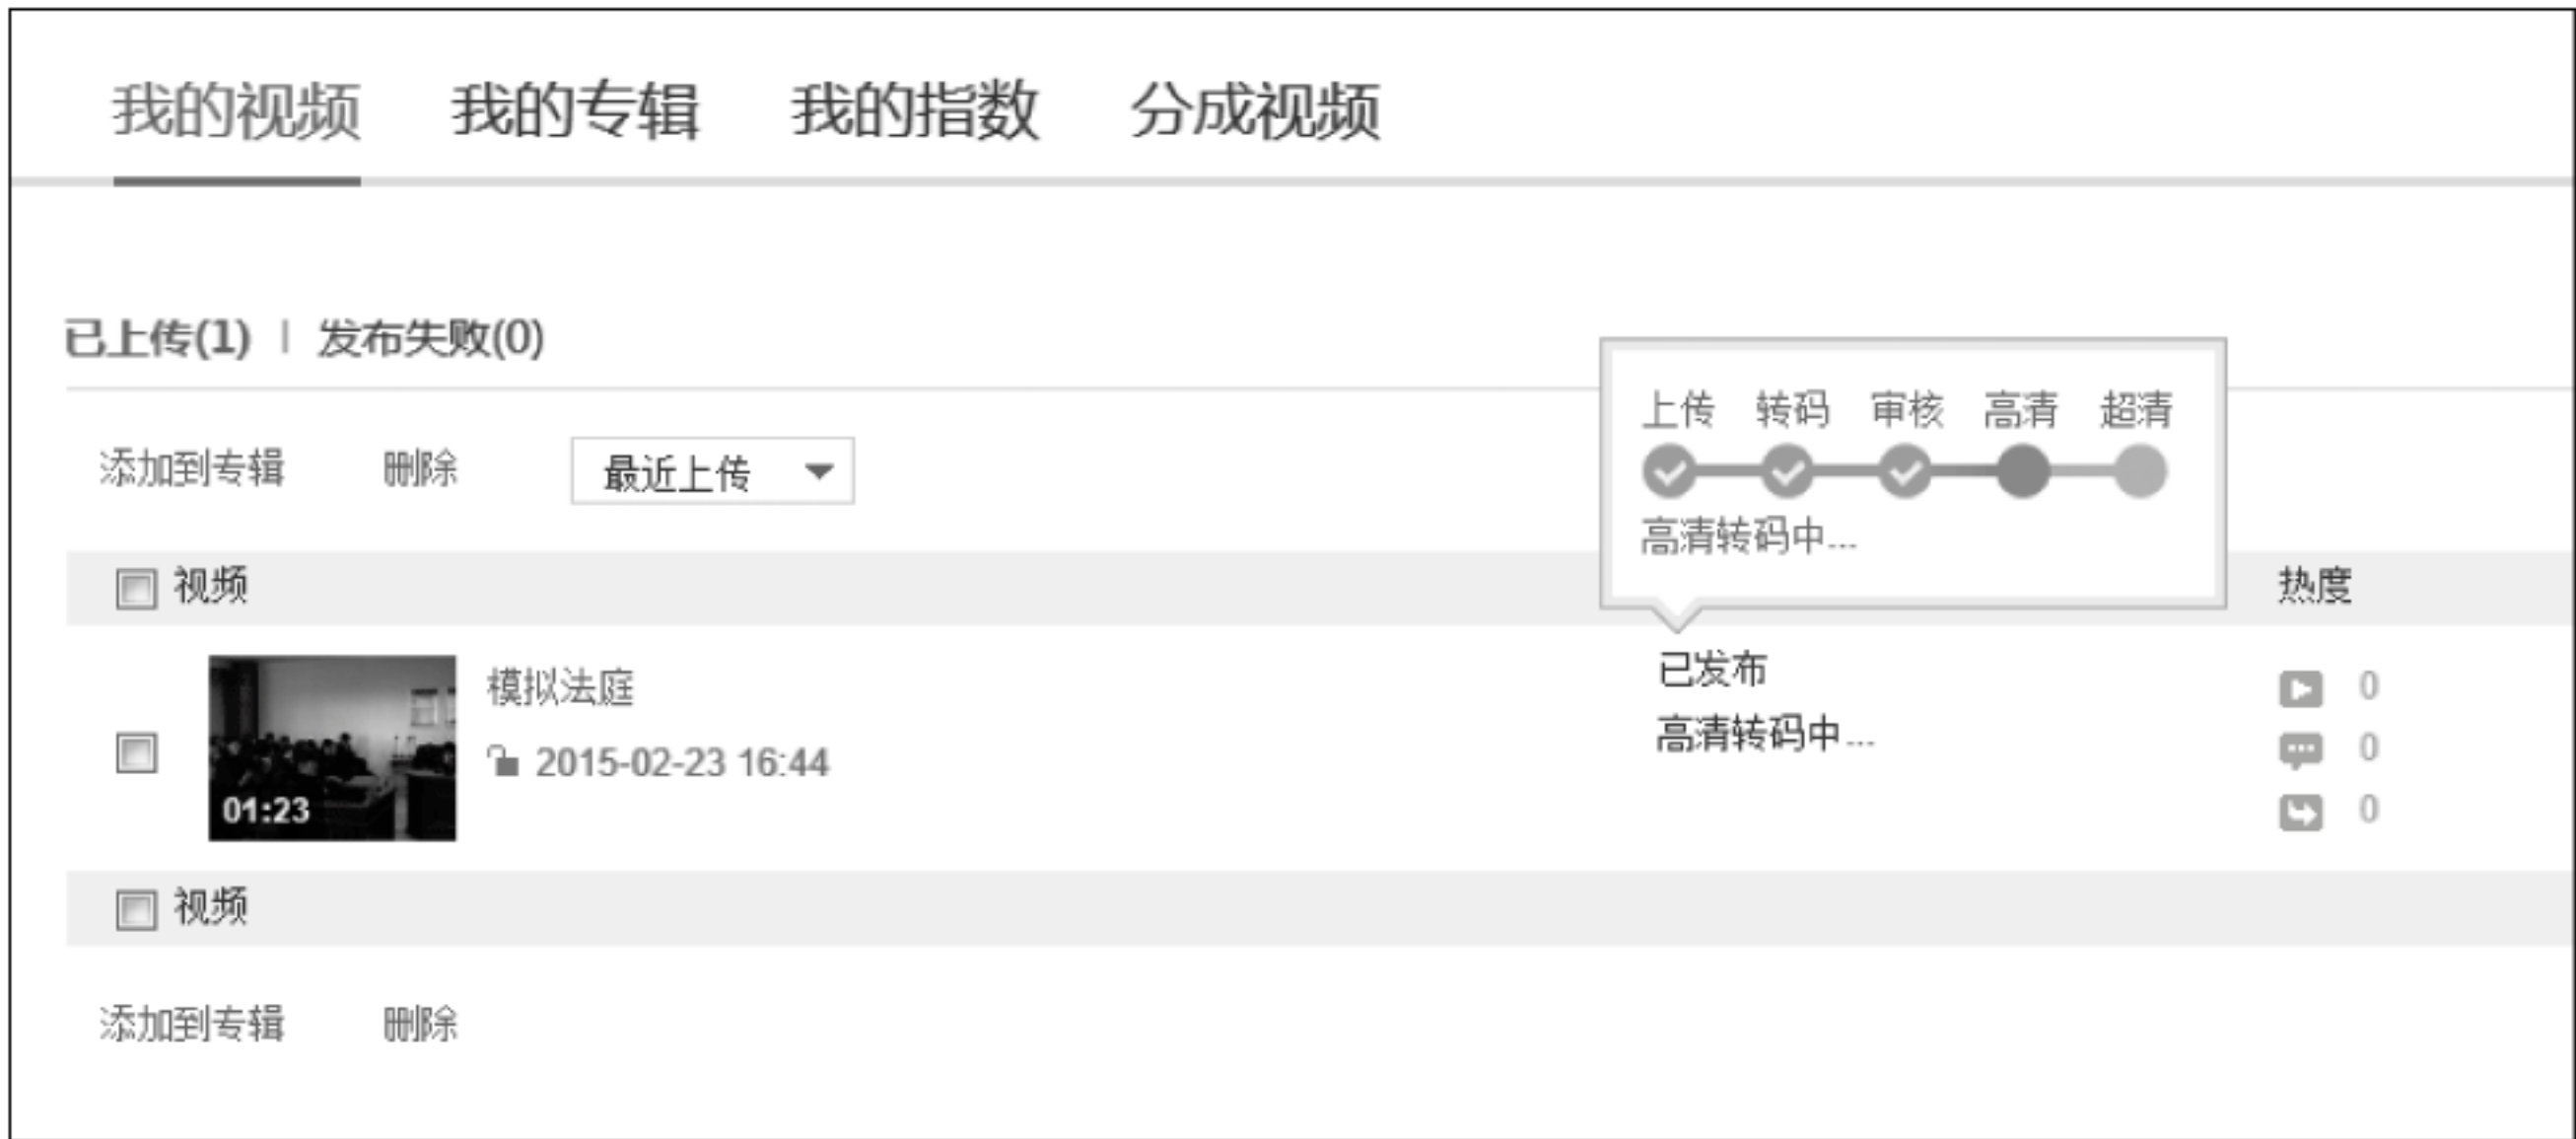 我的视频 我的专辑 我的指数 分成视频
已上传(1) | 发布失败(0)
上传 转码 审核 高清 超清
高清转码中...
添加到专辑 删除 最近上传
视频 热度
模拟法庭
2015-02-23 16:44
01:23
已发布
高清转码中...
0
0
0
视频
添加到专辑 删除